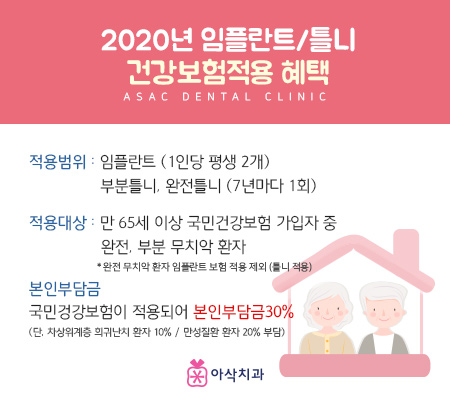 2020년 임플란트/틀니
건강보험적용 혜택
ASAC DENTAL CLINIC
적용범위 : 임플란트 (1인당 평생 2개)
부분틀니, 완전틀니 (7년마다 1회)
적용대상 : 만 65세 이상 국민건강보험 가입자 중
완전, 부분 무치악 환자
*완전 무치악 환자 임플란트 보험 적용 제외 (틀니 적용)
본인부담금
국민건강보험이 적용되어 본인부담금30%
(단, 차상위계층 희귀난치 환자 10% / 만성질환 환자 20% 부담)
아삭치과